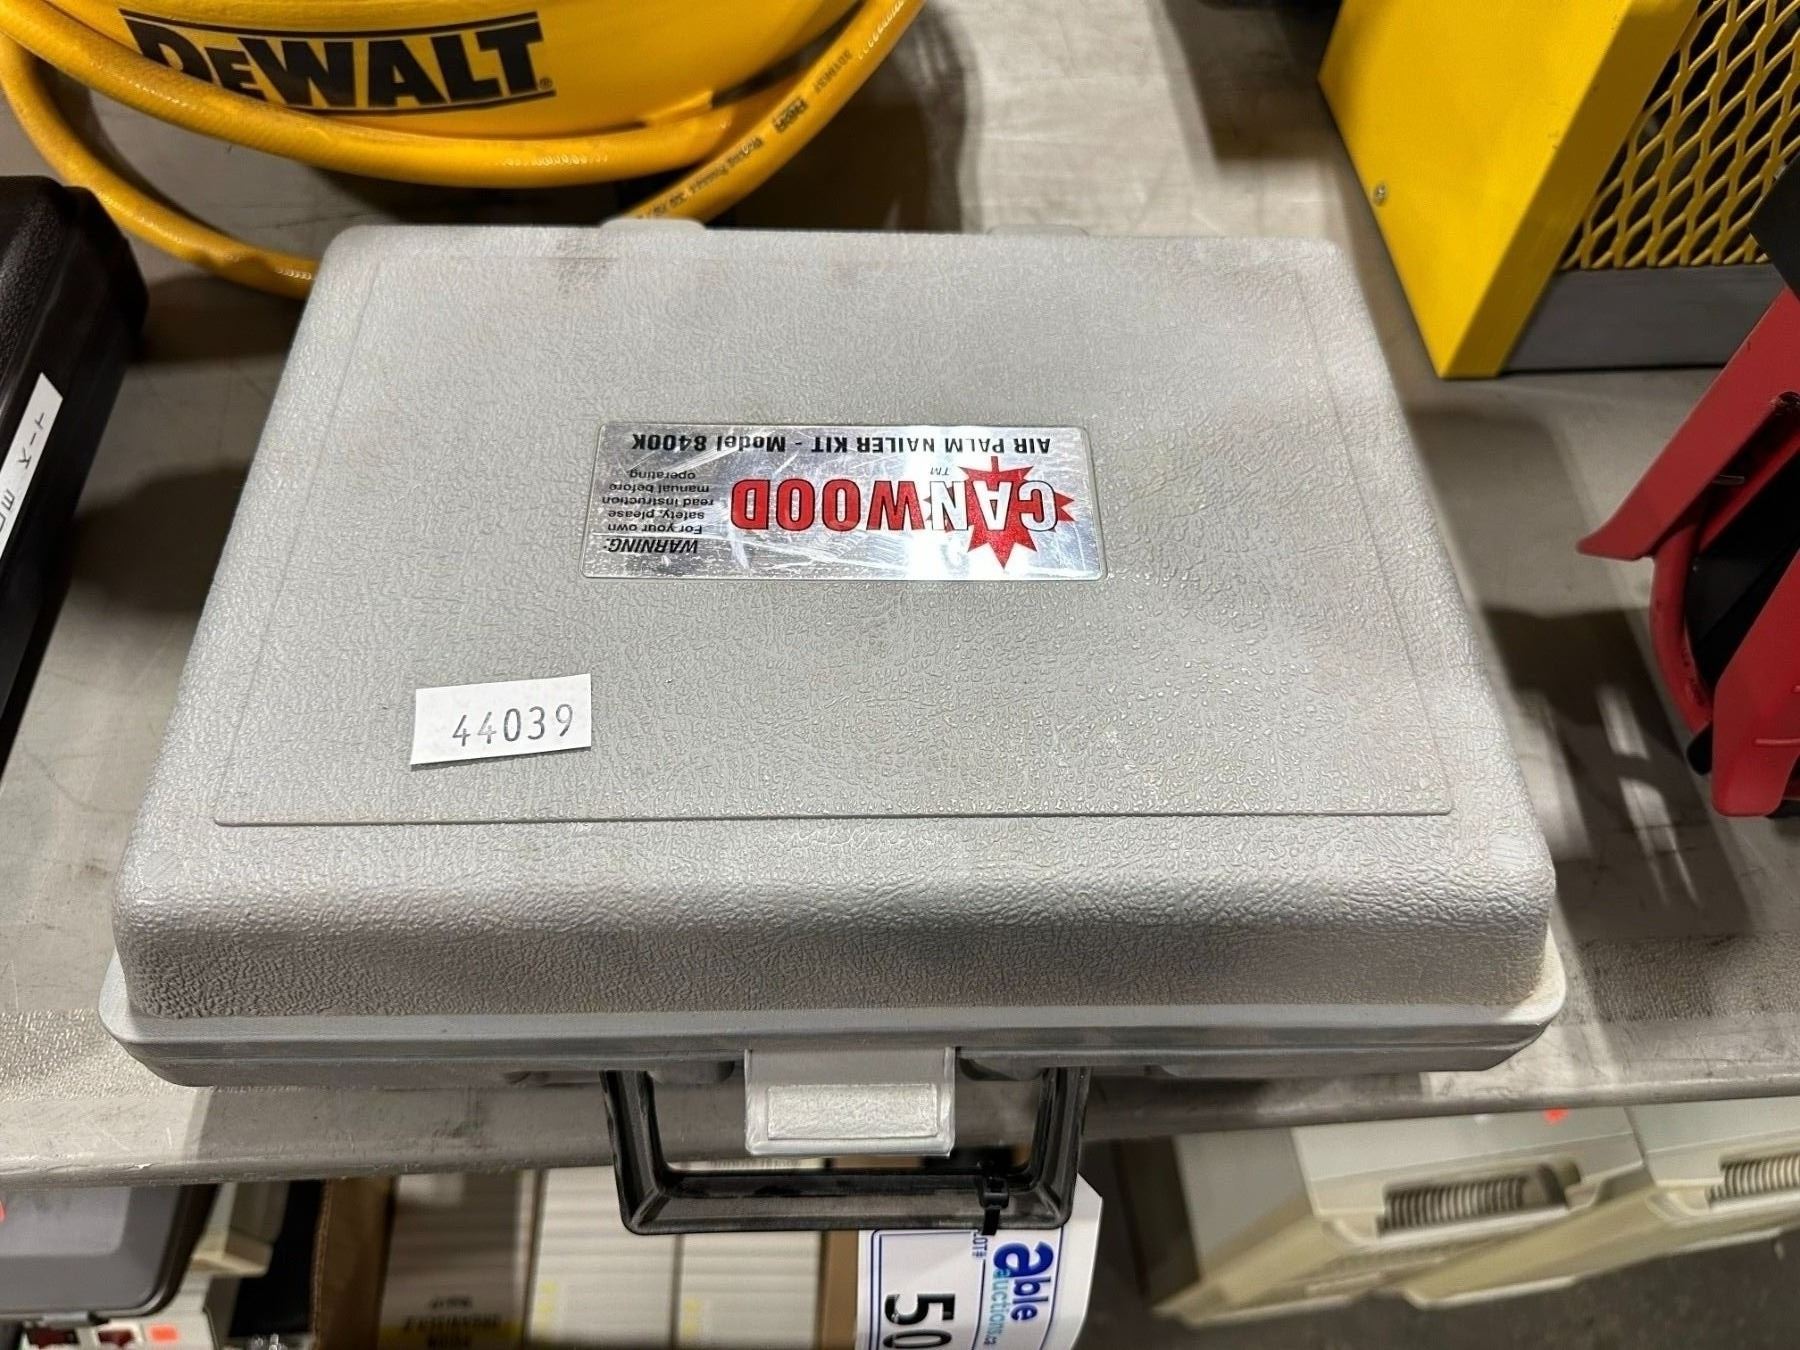 DEWALT
AIR PALM NAILER KIT - Model 8400K
CANWOOD
TM
WARNING:
For your own
safety, please
read instruction
manual before
operating
44039
able
auctions.ca
LOT#
50